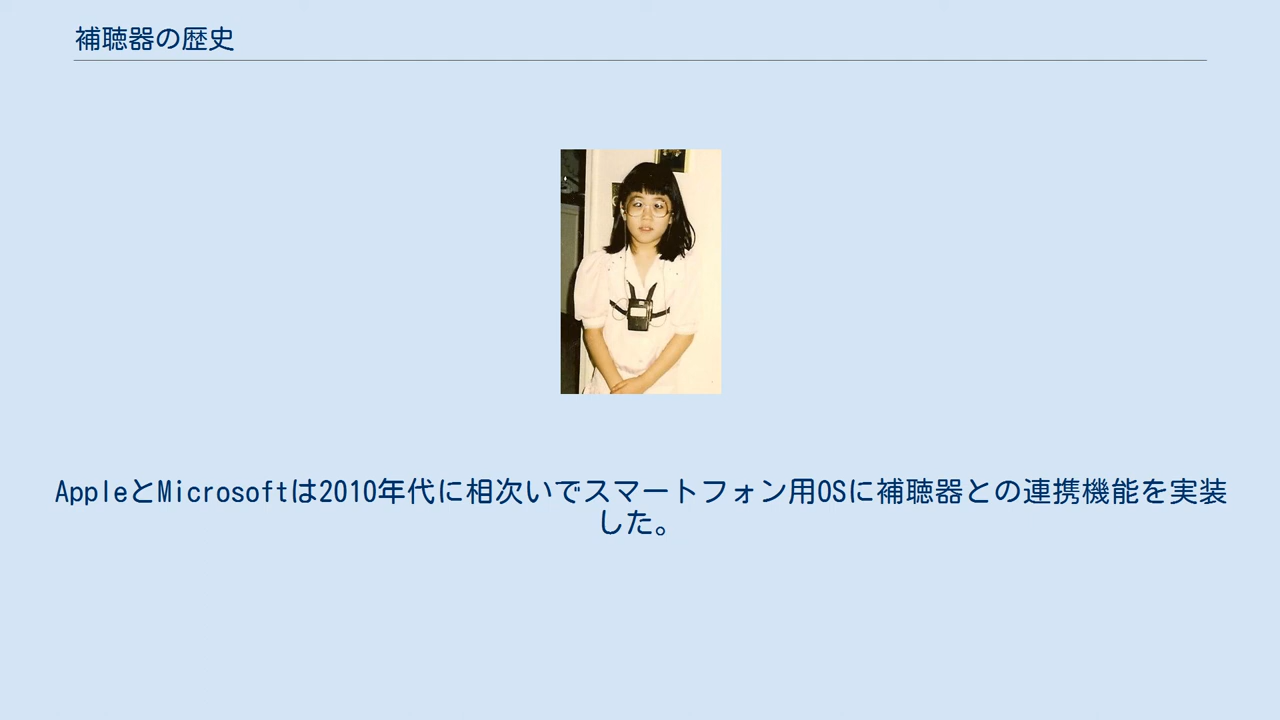 補聴器の歴史
AppleとMicrosoftは2010年代に相次いでスマートフォン用OSに補聴器との連携機能を実装
した。